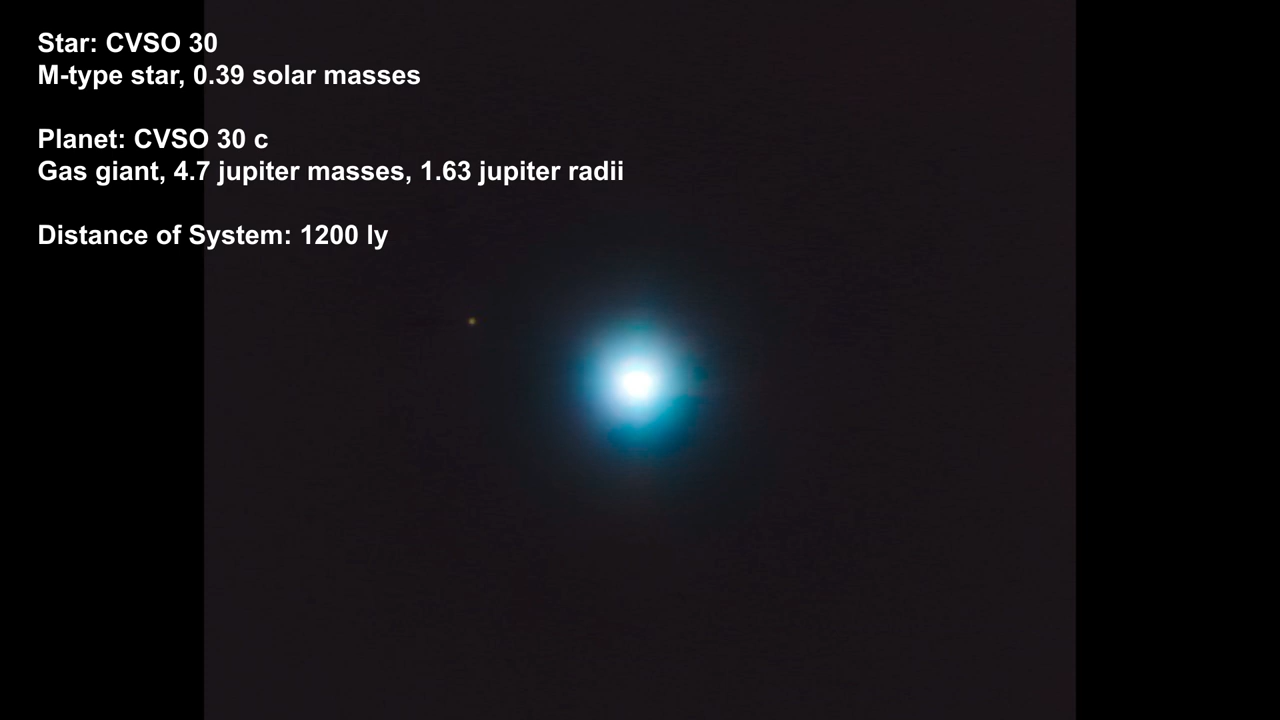 Star: CVSO 30
M-type star, 0.39 solar masses
Planet: CVSO 30 c
Gas giant, 4.7 jupiter masses, 1.63 jupiter radii
Distance of System: 1200 ly